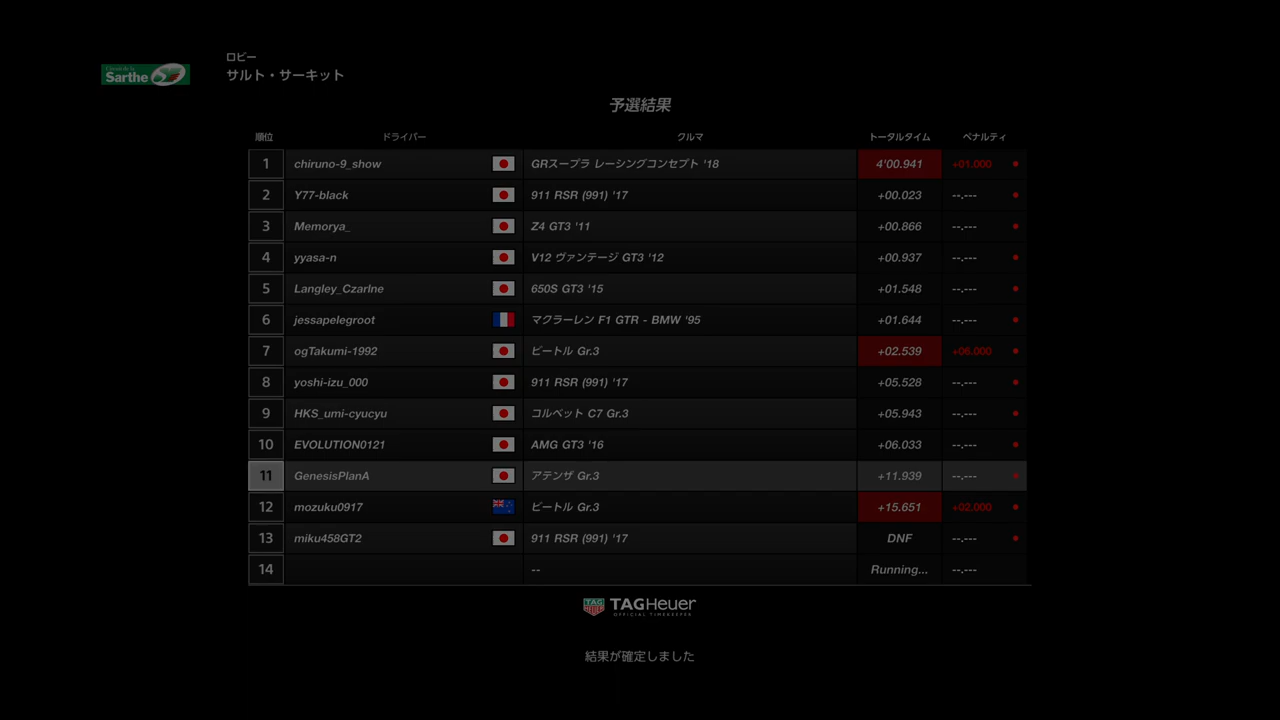 ロビー
サルト・サーキット
Sarthe
予選結果
順位 ドライバー クルマ トータルタイム ペナルティ
1 chiruno-9_show GRスープラ レーシングコンセプト '18 4'00.941 +01.000
2 Y77-black 911 RSR (991) '17 +00.023 --.---
3 Memorya_ Z4 GT3 '11 +00.866 --.---
4 yyasa-n V12 ヴァンテージ GT3 '12 +00.937 --.---
5 Langley_Czarlne 650S GT3 '15 +01.548 --.---
6 jessapelegroot マクラーレン F1 GTR - BMW '95 +01.644 --.---
7 ogTakumi-1992 ビートル Gr.3 +02.539 +06.000
8 yoshi-izu_000 911 RSR (991) '17 +05.528 --.---
9 HKS_umi-cyucyu コルベット C7 Gr.3 +05.943 --.---
10 EVOLUTION0121 AMG GT3 '16 +06.033 --.---
11 GenesisPlanA アテンザ Gr.3 +11.939 --.---
12 mozuku0917 ビートル Gr.3 +15.651 +02.000
13 miku458GT2 911 RSR (991) '17 DNF --.---
14 -- Running... --.---
TAG HEUER TAGHeuer
OFFICIAL TIMEKEEPER
結果が確定しました